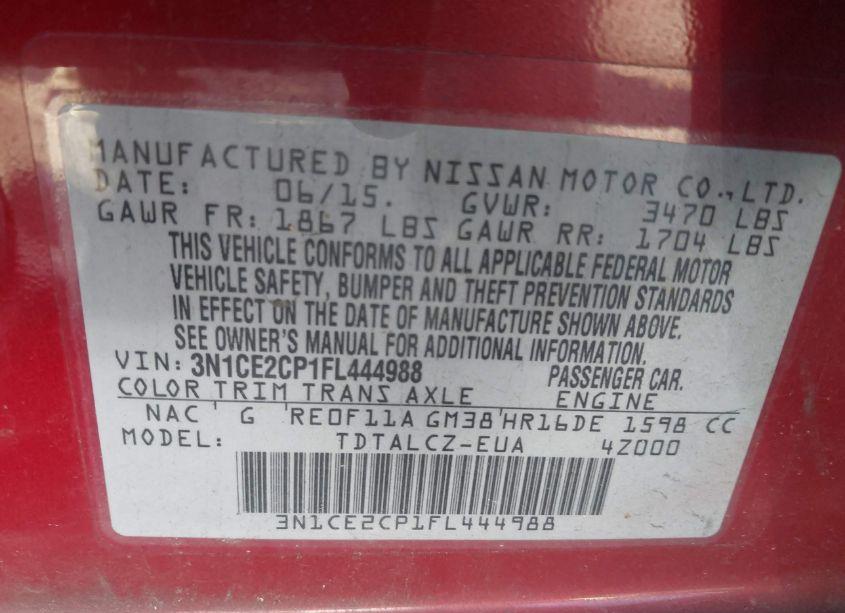 MANUFACTURED BY NISSAN MOTOR CO.,LTD.
DATE: 06/15. GVWR: 3470 LBS
GAWR FR: 1867 LBS GAWR RR: 1704 LBS
THIS VEHICLE CONFORMS TO ALL APPLICABLE FEDERAL MOTOR
VEHICLE SAFETY, BUMPER AND THEFT PREVENTION STANDARDS
IN EFFECT ON THE DATE OF MANUFACTURE SHOWN ABOVE.
SEE OWNER'S MANUAL FOR ADDITIONAL INFORMATION.
VIN: 3N1CE2CP1FL444988 PASSENGER CAR.
COLOR TRIM TRANS AXLE ENGINE
NAC G RE0F11A GM38 HR16DE 1598 CC
MODEL: TDTALCZ-EUA 4Z000
3N1CE2CP1FL444988